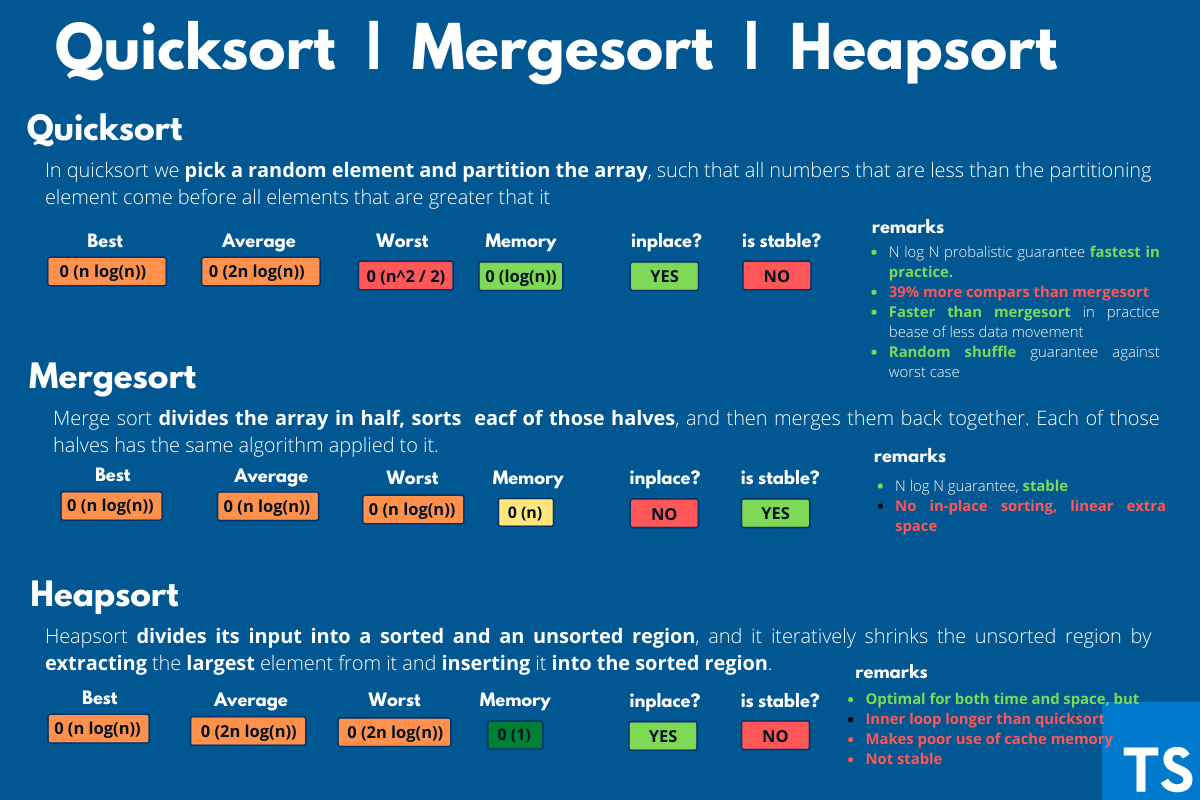 Quicksort | Mergesort | Heapsort
Quicksort
In quicksort we pick a random element and partition the array, such that all numbers that are less than the partitioning
element come before all elements that are greater that it
Best Average Worst Memory inplace? is stable?
0 (n log(n)) 0 (2n log(n)) 0 (n^2 / 2) 0 (log(n)) YES NO
remarks
N log N probalistic guarantee fastest in
practice.
39% more compars than mergesort
Faster than mergesort in practice
bease of less data movement
Random shuffle guarantee against
worst case
Mergesort
Merge sort divides the array in half, sorts eacf of those halves, and then merges them back together. Each of those
halves has the same algorithm applied to it.
Best Average Worst Memory inplace? is stable?
0 (n log(n)) 0 (n log(n)) 0 (n log(n)) 0 (n) NO YES
remarks
N log N guarantee, stable
No in-place sorting, linear extra
space
Heapsort
Heapsort divides its input into a sorted and an unsorted region, and it iteratively shrinks the unsorted region by
extracting the largest element from it and inserting it into the sorted region.
Best Average Worst Memory inplace? is stable?
0 (n log(n)) 0 (2n log(n)) 0 (2n log(n)) 0 (1) YES NO
remarks
Optimal for both time and space, but
Inner loop longer than quicksort
Makes poor use of cache memory
Not stable
TS